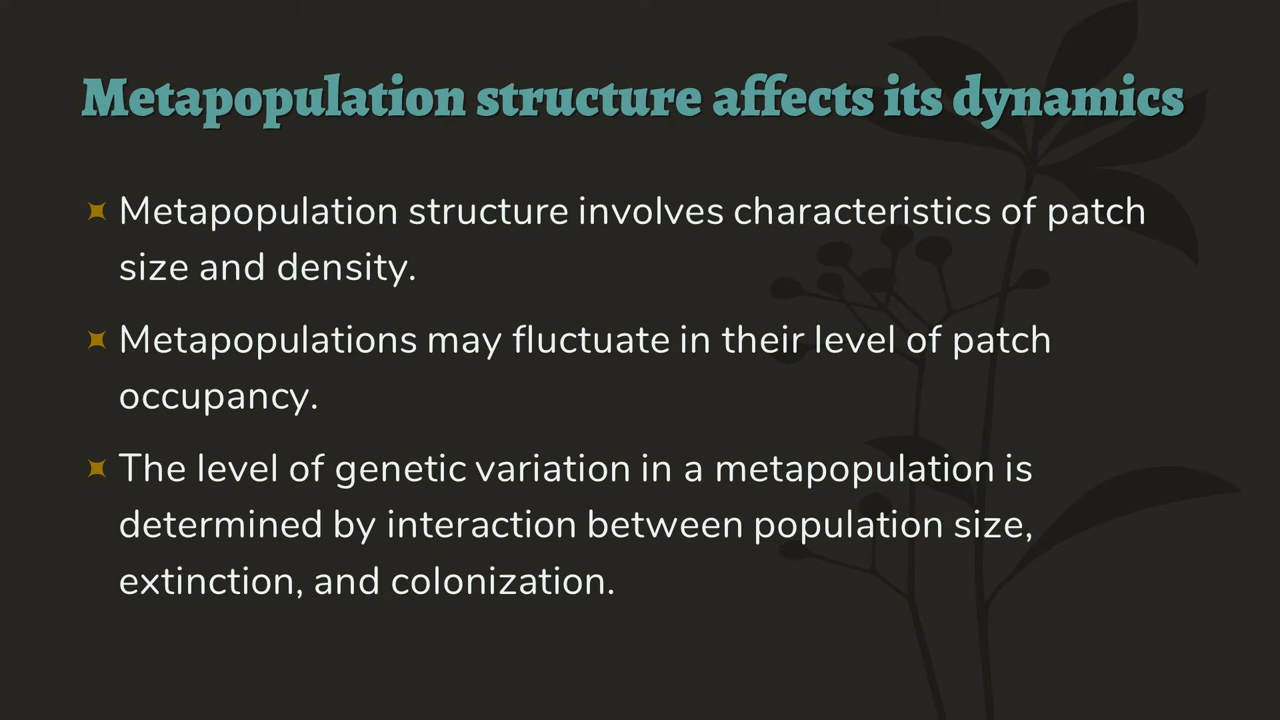 Metapopulation structure affects its dynamics
Metapopulation structure involves characteristics of patch
size and density.
Metapopulations may fluctuate in their level of patch
occupancy.
The level of genetic variation in a metapopulation is
determined by interaction between population size,
extinction, and colonization.